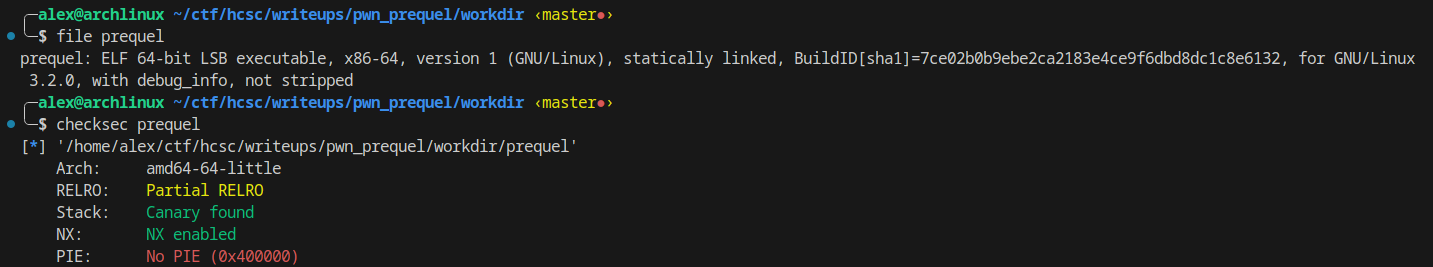 alex@archlinux ~/ctf/hcsc/writeups/pwn_prequel/workdir ‹master●›
$ file prequel
prequel: ELF 64-bit LSB executable, x86-64, version 1 (GNU/Linux), statically linked, BuildID[sha1]=7ce02b0b9ebe2ca2183e4ce9f6dbd8dc1c8e6132, for GNU/Linux
3.2.0, with debug_info, not stripped
alex@archlinux ~/ctf/hcsc/writeups/pwn_prequel/workdir ‹master●›
$ checksec prequel
[*] '/home/alex/ctf/hcsc/writeups/pwn_prequel/workdir/prequel'
Arch: amd64-64-little
RELRO: Partial RELRO
Stack: Canary found
NX: NX enabled
PIE: No PIE (0x400000)